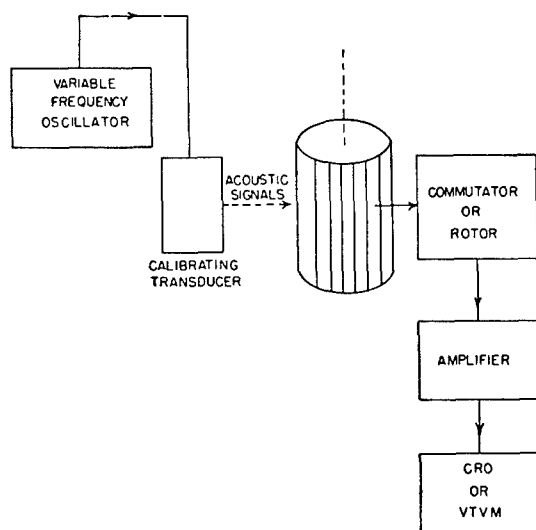 VARIABLE
FREQUENCY
OSCILLATOR
ACOUSTIC
SIGNALS
CALIBRATING
TRANSDUCER
COMMUTATOR
OR
ROTOR
AMPLIFIER
CRO
OR
VTVM